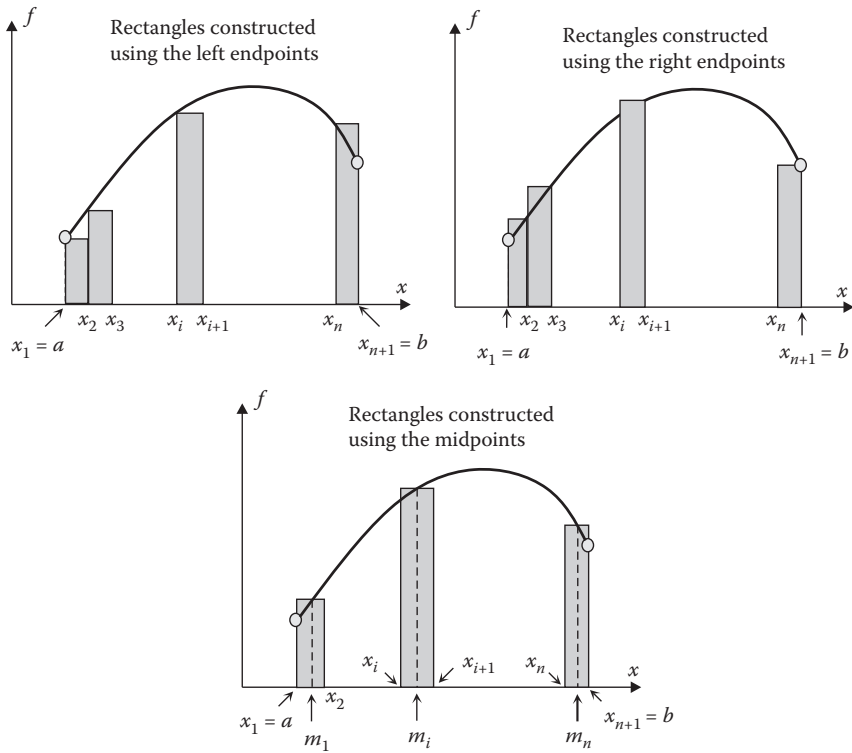 f
Rectangles constructed
using the left endpoints
x
x₂ x₃ xᵢ xᵢ₊₁ xₙ
x₁ = a
xₙ₊₁ = b
f
Rectangles constructed
using the right endpoints
x
x₂ x₃ xᵢ xᵢ₊₁ xₙ
x₁ = a
xₙ₊₁ = b
f
Rectangles constructed
using the midpoints
xᵢ xᵢ₊₁ xₙ x
x₂
x₁ = a
xₙ₊₁ = b
m₁ mᵢ mₙ